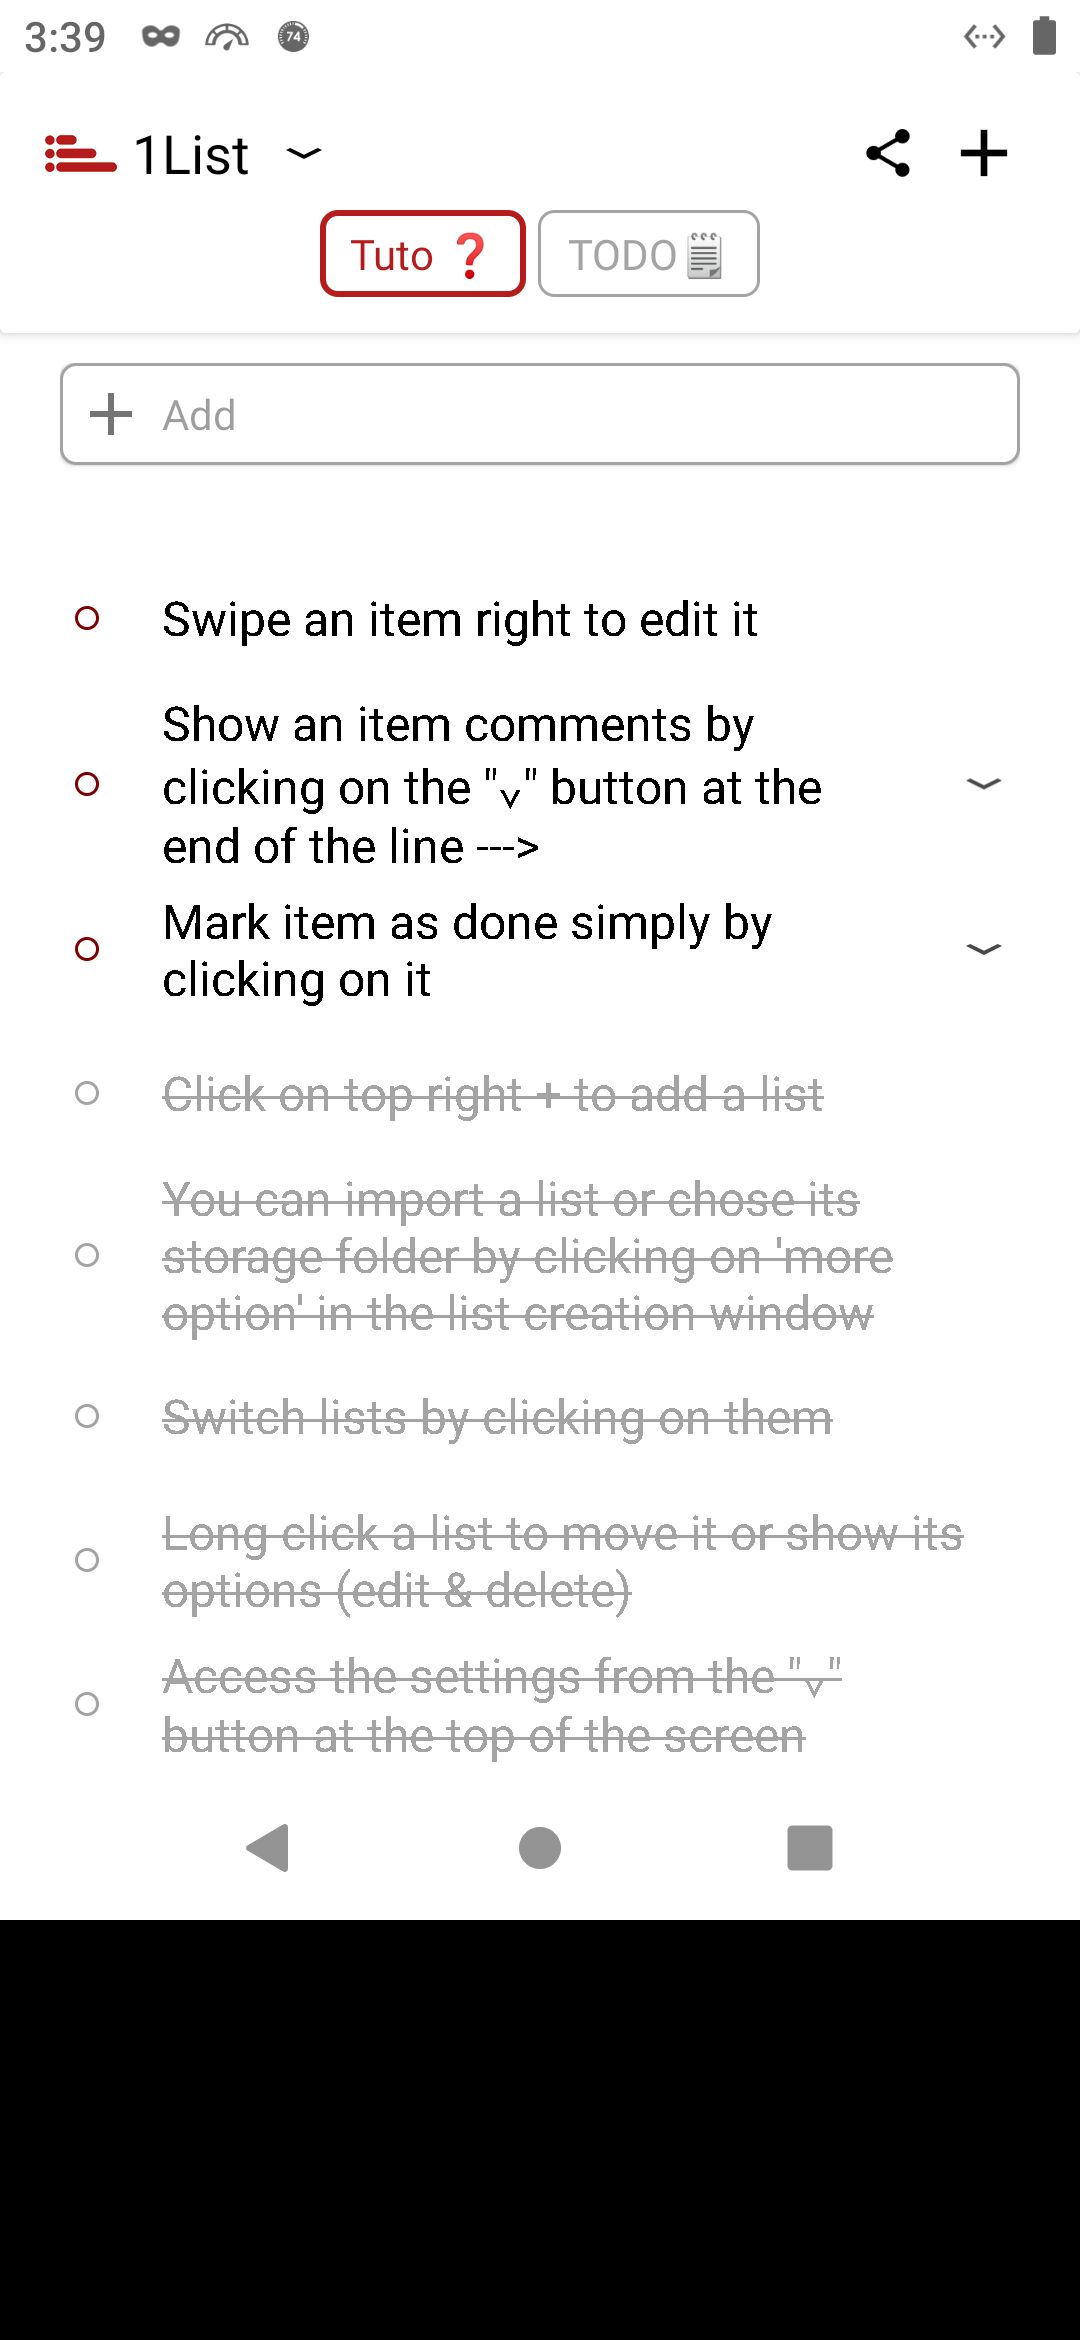 3:39
74
1List
Tuto ❓
TODO
Add
Swipe an item right to edit it
Show an item comments by
clicking on the "⌄" button at the
end of the line --->
Mark item as done simply by
clicking on it
Click on top right + to add a list
You can import a list or chose its
storage folder by clicking on 'more
option' in the list creation window
Switch lists by clicking on them
Long click a list to move it or show its
options (edit & delete)
Access the settings from the "⌄"
button at the top of the screen